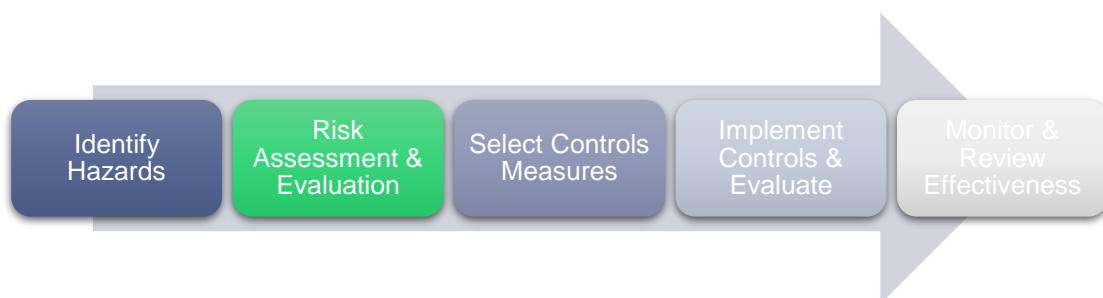 Identify
Hazards
Risk
Assessment &
Evaluation
Select Controls
Measures
Implement
Controls &
Evaluate
Monitor &
Review
Effectiveness